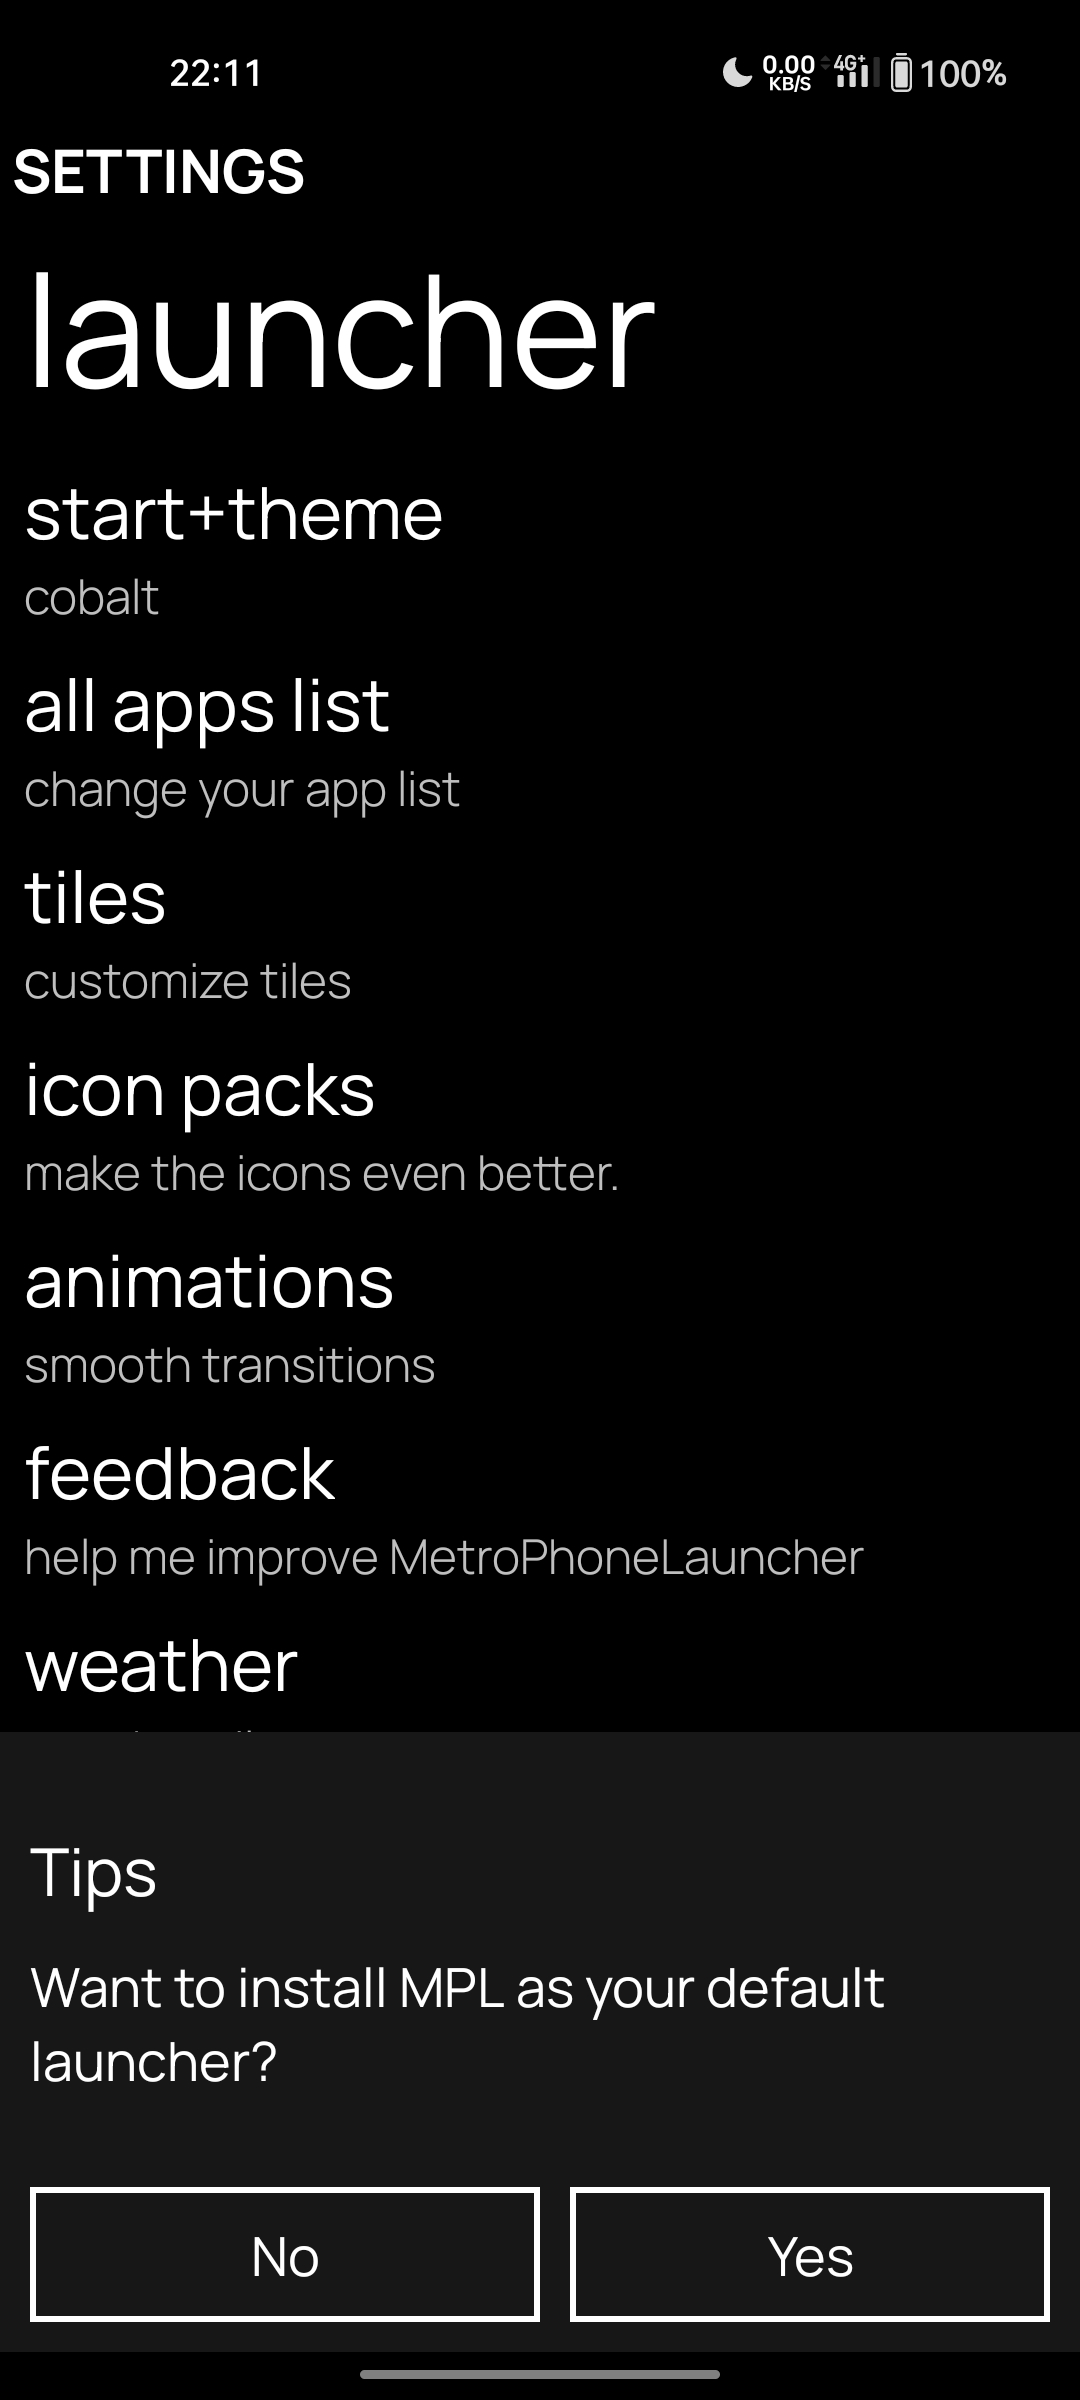 22:11
0.00 KB/S 4G+ 100%
SETTINGS
launcher
start+theme
cobalt
all apps list
change your app list
tiles
customize tiles
icon packs
make the icons even better.
animations
smooth transitions
feedback
help me improve MetroPhoneLauncher
weather
Tips
Want to install MPL as your default
launcher?
No
Yes